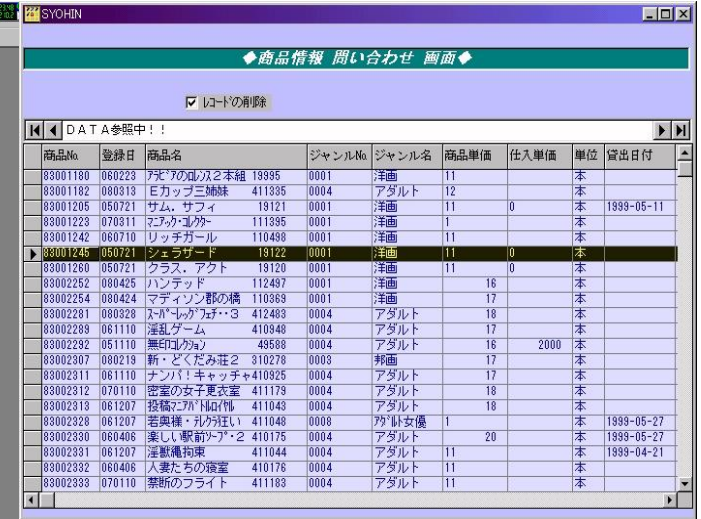 SYOHIN
◆商品情報 問い合わせ 画面◆
レコードの削除
DATA参照中!!
商品No. 登録日 商品名 ジャンルNo. ジャンル名 商品単価 仕入単価 単位 貸出日付
83001180 060223 アラビアのロレンス2本組 19995 0001 洋画 11 本
83001182 080313 Eカップ三姉妹 411335 0004 アダルト 12 本
83001205 050721 サム.サフィ 19121 0001 洋画 11 0 本 1999-05-11
83001223 070311 マニアック・コレクター 111395 0001 洋画 1 本
83001242 060710 リッチガール 110498 0001 洋画 11 本
83001245 050721 シェラザード 19122 0001 洋画 11 0 本
83001260 050721 クラス.アクト 19120 0001 洋画 11 0 本
83002252 080425 ハンテッド 112497 0001 洋画 16 本
83002254 080424 マディソン郡の橋 110369 0001 洋画 17 本
83002281 080328 スーパーレッグフェチ・・3 412483 0004 アダルト 18 本
83002289 061110 淫乱ゲーム 410948 0004 アダルト 17 本
83002292 051110 無印コレクション 49588 0004 アダルト 16 2000 本
83002307 080219 新・どくだみ荘2 310278 0003 邦画 17 本
83002311 061110 ナンパ!キャッチャ 410925 0004 アダルト 17 本
83002312 070110 密室の女子更衣室 411179 0004 アダルト 18 本
83002313 061207 投稿マニア 411043 0004 アダルト 18 本
83002328 061207 若奥様・テレクラ狂い 411048 0008 アダルト女優 1 本 1999-05-27
83002330 060406 楽しい駅前ソープ・2 410175 0004 アダルト 20 本 1999-05-27
83002331 061207 淫獣縄拘束 411044 0004 アダルト 11 本 1999-04-21
83002332 060406 人妻たちの寝室 410176 0004 アダルト 11 本
83002333 070110 禁断のフライト 411183 0004 アダルト 11 本